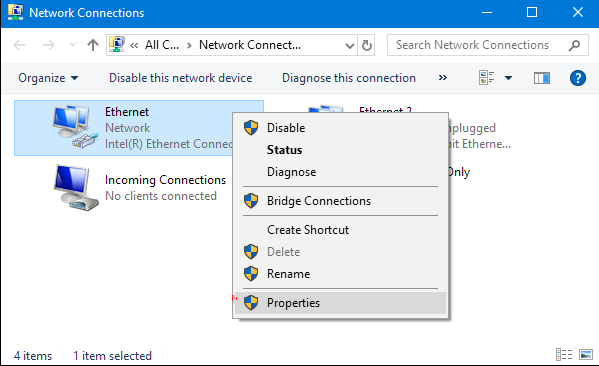 Network Connections
« All C... › Network Connect...
Search Network Connections
Organize
Disable this network device
Diagnose this connection
»
Ethernet
Network
Intel(R) Ethernet Connec
Ethernet 2
nplugged
bit Etherne...
Incoming Connections
No clients connected
Only
Disable
Status
Diagnose
Bridge Connections
Create Shortcut
Delete
Rename
Properties
4 items
1 item selected